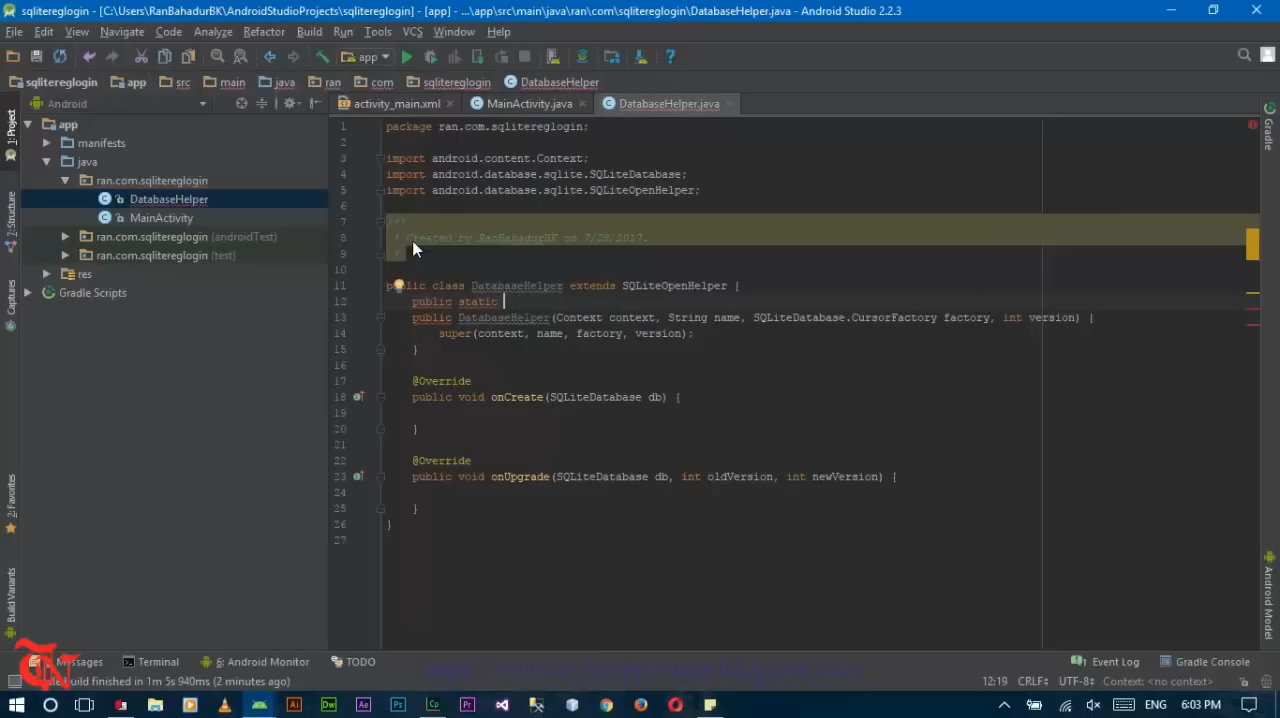 sqlitereglogin - [C:\Users\RanBahadurBK\AndroidStudioProjects\sqlitereglogin] - [app] - ...\app\src\main\java\ran\com\sqlitereglogin\DatabaseHelper.java - Android Studio 2.2.3
File Edit View Navigate Code Analyze Refactor Build Run Tools VCS Window Help
app
sqlitereglogin app src main java ran com sqlitereglogin DatabaseHelper
Android
activity_main.xml MainActivity.java DatabaseHelper.java
1: Project
7: Structure
Captures
2: Favorites
Build Variants
app
manifests
java
ran.com.sqlitereglogin
DatabaseHelper
MainActivity
ran.com.sqlitereglogin (androidTest)
ran.com.sqlitereglogin (test)
res
Gradle Scripts
1 package ran.com.sqlitereglogin;
2
3 import android.content.Context;
4 import android.database.sqlite.SQLiteDatabase;
5 import android.database.sqlite.SQLiteOpenHelper;
6
7 /**
8 * Created by RanBahadurBK on 7/28/2017.
9 *
10
11 public class DatabaseHelper extends SQLiteOpenHelper {
12 public static
13 public DatabaseHelper(Context context, String name, SQLiteDatabase.CursorFactory factory, int version) {
14 super(context, name, factory, version);
15 }
16
17 @Override
18 public void onCreate(SQLiteDatabase db) {
19
20 }
21
22 @Override
23 public void onUpgrade(SQLiteDatabase db, int oldVersion, int newVersion) {
24
25 }
26 }
27
Gradle
Android Model
Messages Terminal 6: Android Monitor TODO Event Log Gradle Console
build finished in 1m 5s 940ms (2 minutes ago) 12:19 CRLF÷ UTF-8÷ Context: <no context>
TN
Ai Dw Ae Ps Cp Pr ENG 6:03 PM